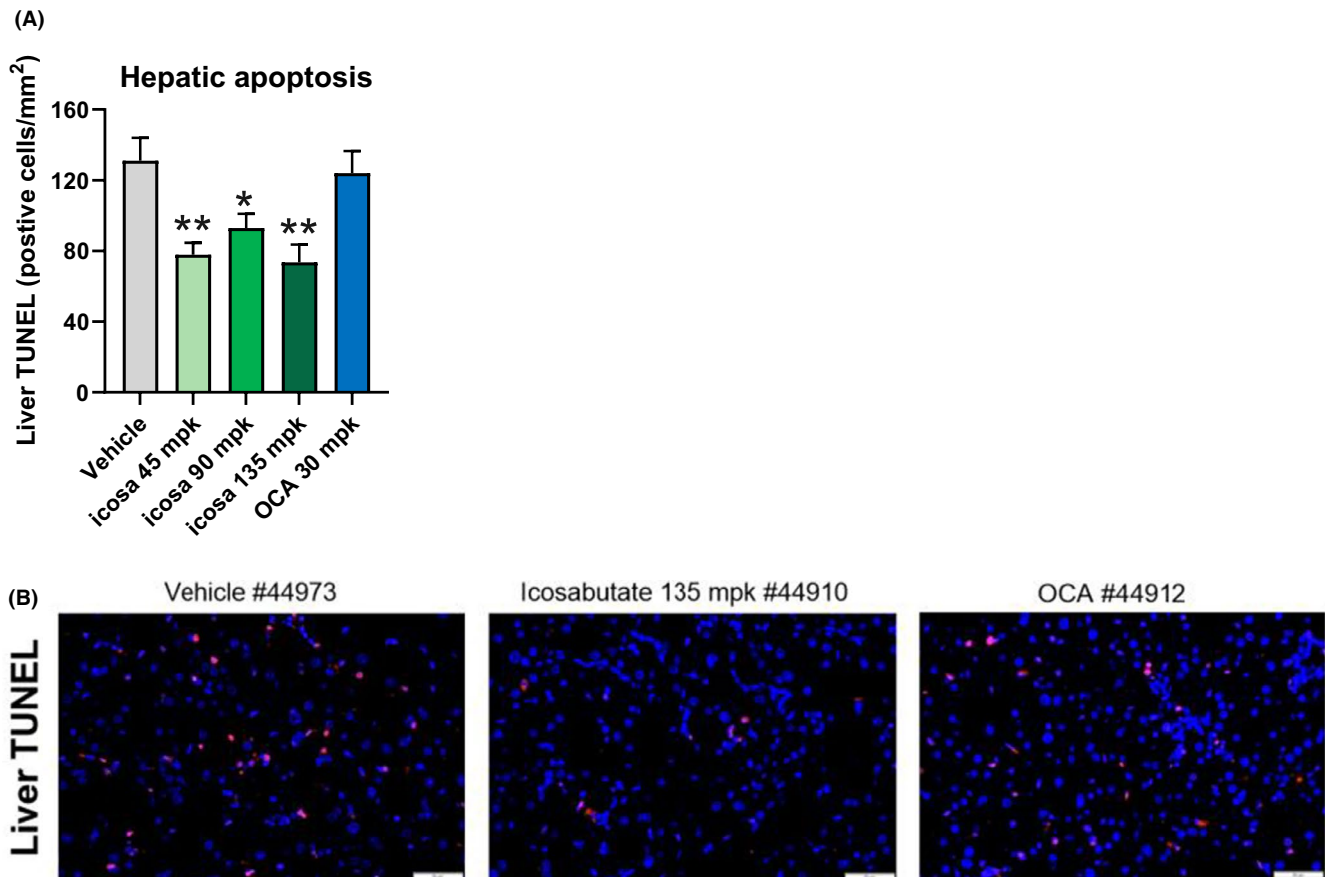 (A)
Hepatic apoptosis
Liver TUNEL (postive cells/mm²)
160
120
80
40
0
**
*
**
Vehicle
icosa 45 mpk
icosa 90 mpk
icosa 135 mpk
OCA 30 mpk
(B)
Vehicle #44973
Icosabutate 135 mpk #44910
OCA #44912
Liver TUNEL